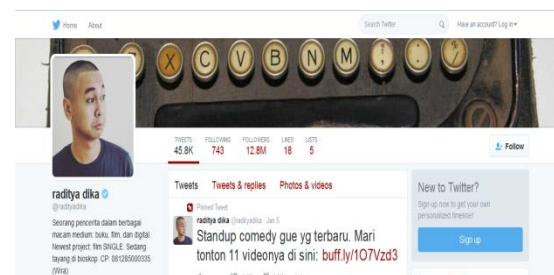 Home About Search Twitter Have an account? Log in
X C V B N M
TWEETS FOLLOWING FOLLOWERS LIKES LISTS
45.8K 743 12.8M 18 5
Follow
raditya dika
@radityadika
Seorang pencerita dalam berbagai
macam medium: buku, film, dan digital.
Newest project: film SINGLE. Sedang
tayang di bioskop. CP: 081285000335
(Wira)
Tweets Tweets & replies Photos & videos
Pinned Tweet
raditya dika @radityadika · Jan 5
Standup comedy gue yg terbaru. Mari
tonton 11 videonya di sini: buff.ly/1O7Vzd3
New to Twitter?
Sign up now to get your own
personalized timeline!
Sign up